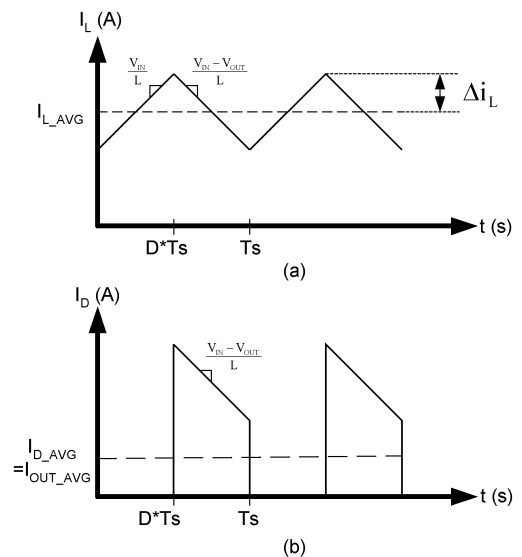 I_L (A)
V_IN/L
V_IN – V_OUT/L
I_L_AVG
Δi_L
D*Ts
Ts
t (s)
(a)
I_D (A)
V_IN – V_OUT/L
I_D_AVG
=I_OUT_AVG
D*Ts
Ts
t (s)
(b)